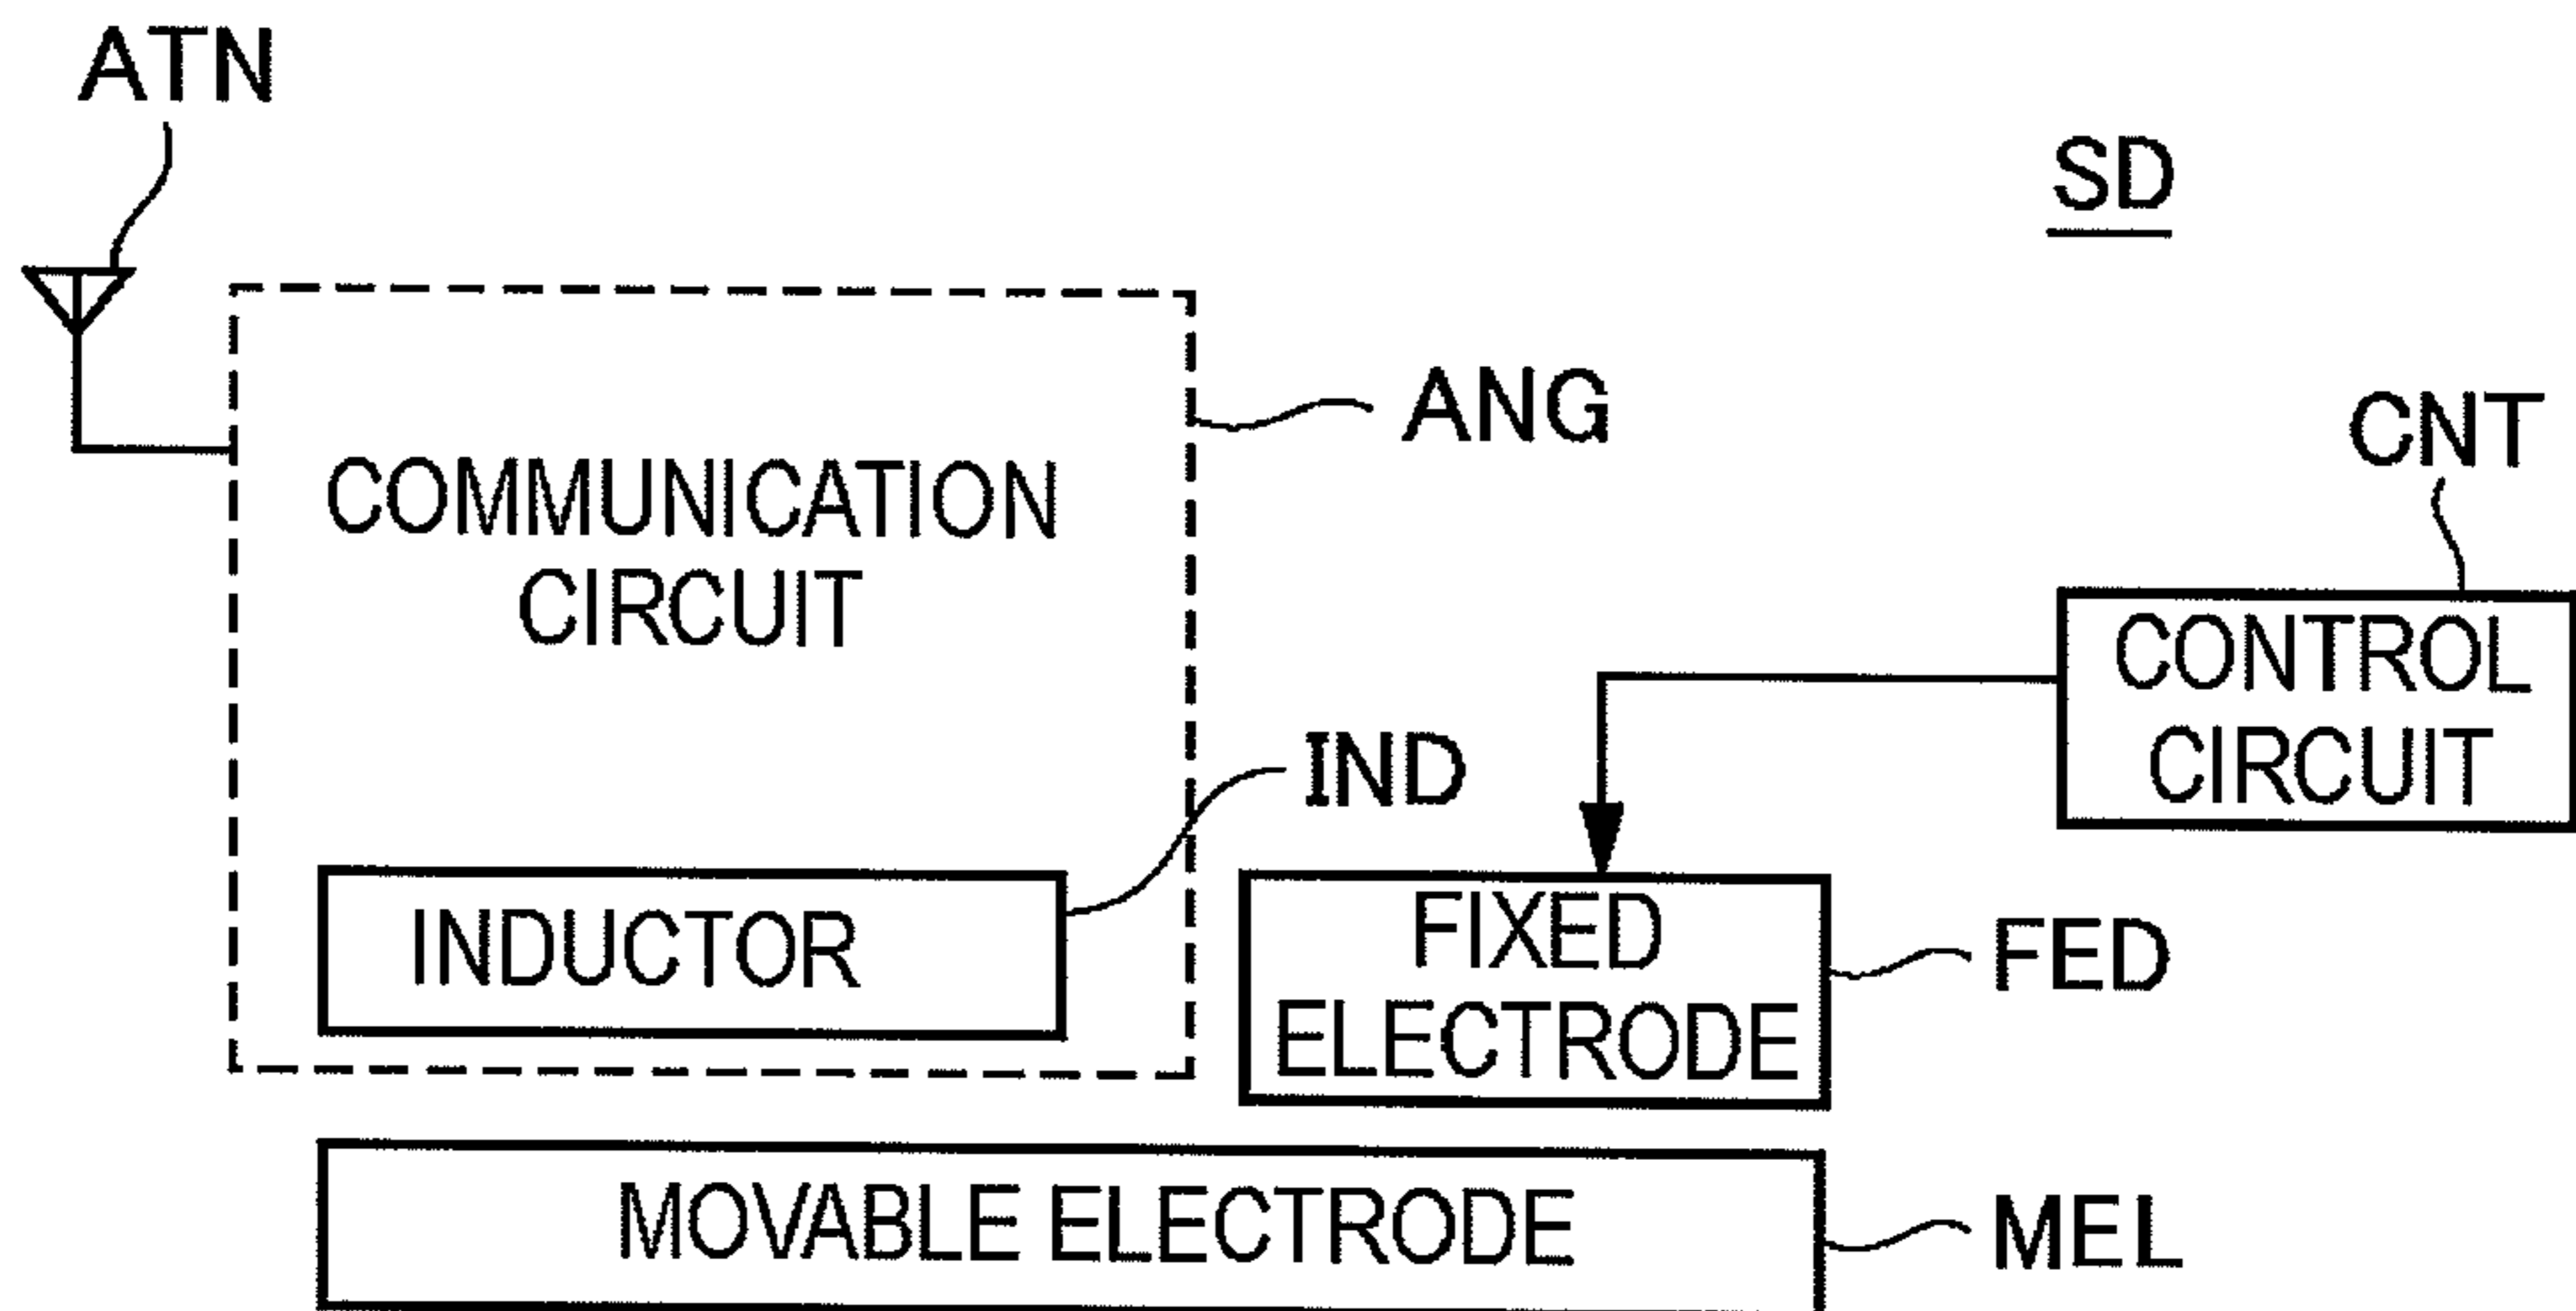 ATN
SD
ANG
CNT
COMMUNICATION
CIRCUIT
CONTROL
CIRCUIT
IND
INDUCTOR
FIXED
ELECTRODE
FED
MOVABLE ELECTRODE
MEL